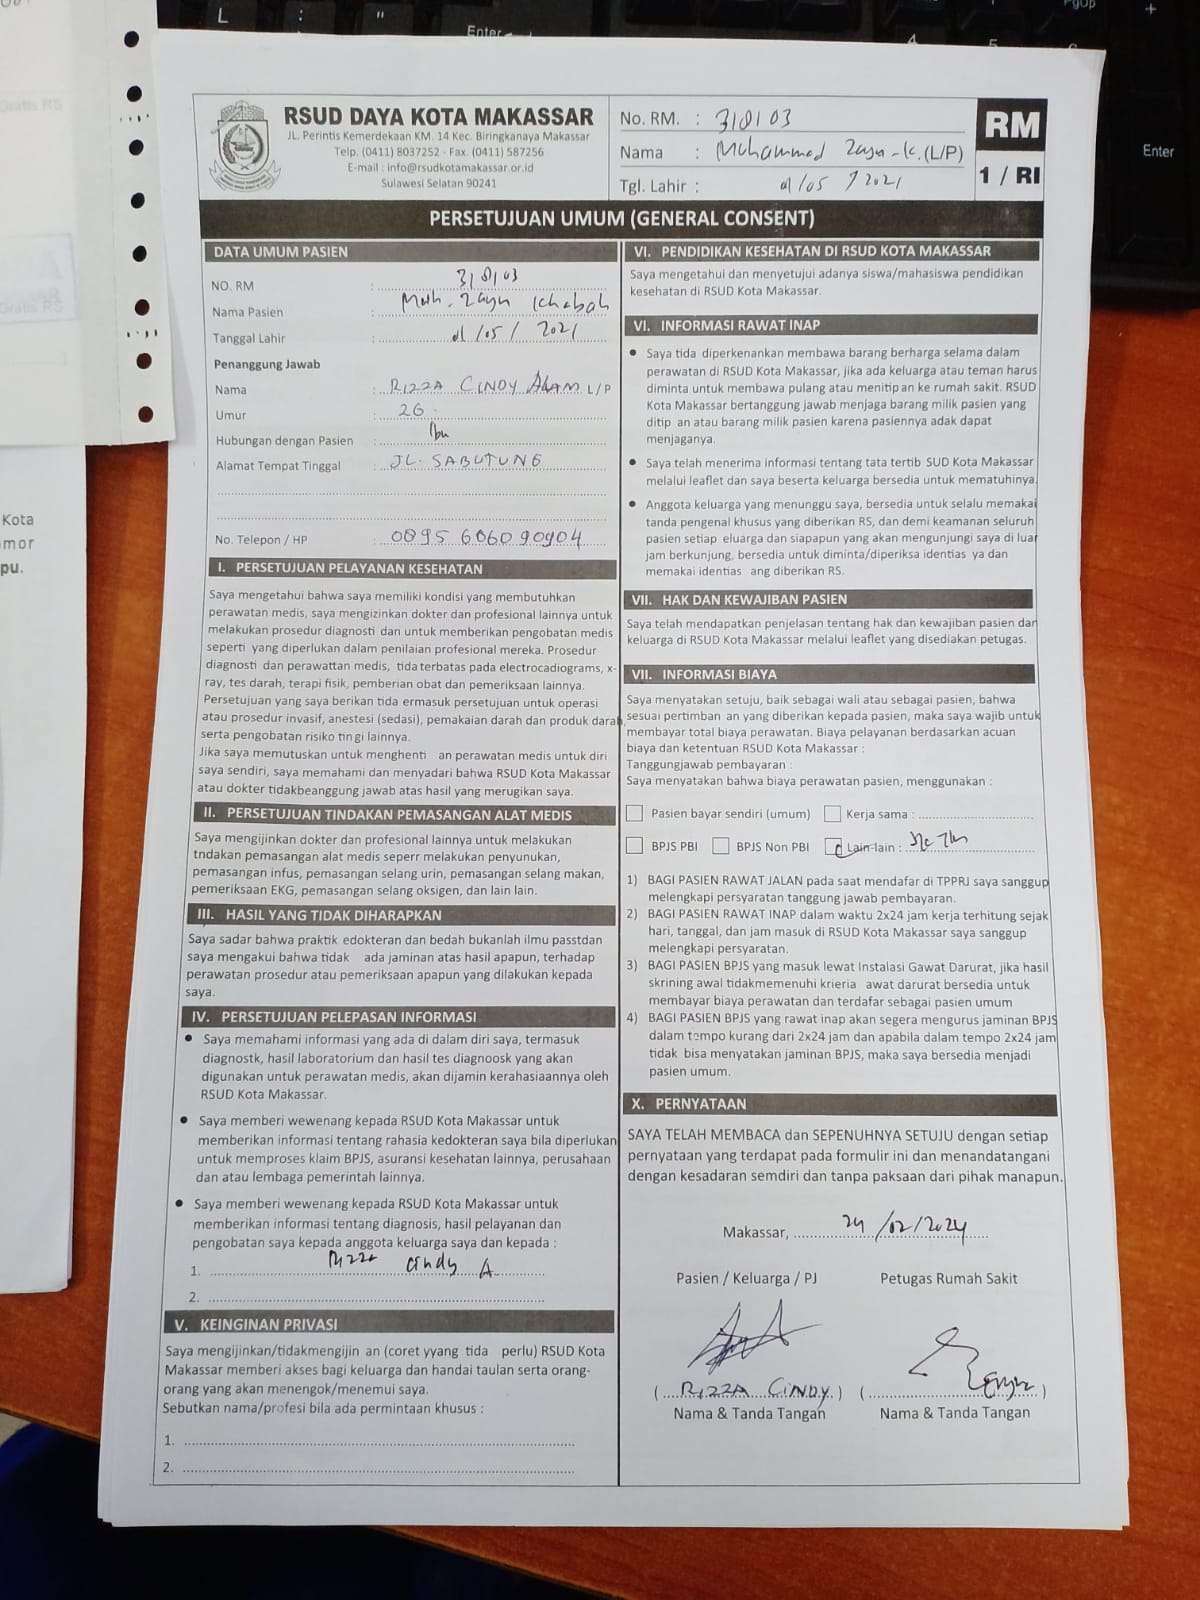 Gratis RS
Gratis RS
Kota
mor
pu.
L
:
"
Enter
4
5
6
PgUp
+
Enter
RSUD DAYA KOTA MAKASSAR
JL. Perintis Kemerdekaan KM. 14 Kec. Biringkanaya Makassar
Telp. (0411) 8037252 - Fax. (0411) 587256
E-mail : info@rsudkotamakassar.or.id
Sulawesi Selatan 90241
No. RM. : 318103
Nama : Muhammed Zayn-k. (L/P)
Tgl. Lahir : 01/05/2021
RM
1 / RI
PERSETUJUAN UMUM (GENERAL CONSENT)
DATA UMUM PASIEN
NO. RM : 318103
Nama Pasien : Muh. Zayn
Tanggal Lahir : 01/05/2021
Penanggung Jawab
Nama : RIZZA CINDY ALAM L/P
Umur : 26
Hubungan dengan Pasien : Ibu
Alamat Tempat Tinggal : JL. SABUTUNG
No. Telepon / HP : 0895 606090904
I. PERSETUJUAN PELAYANAN KESEHATAN
Saya mengetahui bahwa saya memiliki kondisi yang membutuhkan
perawatan medis, saya mengizinkan dokter dan profesional lainnya untuk
melakukan prosedur diagnosti dan untuk memberikan pengobatan medis
seperti yang diperlukan dalam penilaian profesional mereka. Prosedur
diagnosti dan perawattan medis, tida terbatas pada electrocadiograms, x-
ray, tes darah, terapi fisik, pemberian obat dan pemeriksaan lainnya.
Persetujuan yang saya berikan tida ermasuk persetujuan untuk operasi
atau prosedur invasif, anestesi (sedasi), pemakaian darah dan produk darah
serta pengobatan risiko tin gi lainnya.
Jika saya memutuskan untuk menghenti an perawatan medis untuk diri
saya sendiri, saya memahami dan menyadari bahwa RSUD Kota Makassar
atau dokter tidakbeanggung jawab atas hasil yang merugikan saya.
II. PERSETUJUAN TINDAKAN PEMASANGAN ALAT MEDIS
Saya mengijinkan dokter dan profesional lainnya untuk melakukan
tndakan pemasangan alat medis seperr melakukan penyunukan,
pemasangan infus, pemasangan selang urin, pemasangan selang makan,
pemeriksaan EKG, pemasangan selang oksigen, dan lain lain.
III. HASIL YANG TIDAK DIHARAPKAN
Saya sadar bahwa praktik edokteran dan bedah bukanlah ilmu passtdan
saya mengakui bahwa tidak ada jaminan atas hasil apapun, terhadap
perawatan prosedur atau pemeriksaan apapun yang dilakukan kepada
saya.
IV. PERSETUJUAN PELEPASAN INFORMASI
• Saya memahami informasi yang ada di dalam diri saya, termasuk
diagnostk, hasil laboratorium dan hasil tes diagnoosk yang akan
digunakan untuk perawatan medis, akan dijamin kerahasiaannya oleh
RSUD Kota Makassar.
• Saya memberi wewenang kepada RSUD Kota Makassar untuk
memberikan informasi tentang rahasia kedokteran saya bila diperlukan
untuk memproses klaim BPJS, asuransi kesehatan lainnya, perusahaan
dan atau lembaga pemerintah lainnya.
• Saya memberi wewenang kepada RSUD Kota Makassar untuk
memberikan informasi tentang diagnosis, hasil pelayanan dan
pengobatan saya kepada anggota keluarga saya dan kepada :
1. Rizza Cindy A
2.
V. KEINGINAN PRIVASI
Saya mengijinkan/tidakmengijin an (coret yyang tida perlu) RSUD Kota
Makassar memberi akses bagi keluarga dan handai taulan serta orang-
orang yang akan menengok/menemui saya.
Sebutkan nama/profesi bila ada permintaan khusus :
1.
2.
VI. PENDIDIKAN KESEHATAN DI RSUD KOTA MAKASSAR
Saya mengetahui dan menyetujui adanya siswa/mahasiswa pendidikan
kesehatan di RSUD Kota Makassar.
VI. INFORMASI RAWAT INAP
• Saya tida diperkenankan membawa barang berharga selama dalam
perawatan di RSUD Kota Makassar, jika ada keluarga atau teman harus
diminta untuk membawa pulang atau menitip an ke rumah sakit. RSUD
Kota Makassar bertanggung jawab menjaga barang milik pasien yang
ditip an atau barang milik pasien karena pasiennya adak dapat
menjaganya.
• Saya telah menerima informasi tentang tata tertib SUD Kota Makassar
melalui leaflet dan saya beserta keluarga bersedia untuk mematuhinya.
• Anggota keluarga yang menunggu saya, bersedia untuk selalu memakai
tanda pengenal khusus yang diberikan RS, dan demi keamanan seluruh
pasien setiap eluarga dan siapapun yang akan mengunjungi saya di luar
jam berkunjung, bersedia untuk diminta/diperiksa identias ya dan
memakai identias ang diberikan RS.
VII. HAK DAN KEWAJIBAN PASIEN
Saya telah mendapatkan penjelasan tentang hak dan kewajiban pasien dan
keluarga di RSUD Kota Makassar melalui leaflet yang disediakan petugas.
VII. INFORMASI BIAYA
Saya menyatakan setuju, baik sebagai wali atau sebagai pasien, bahwa
sesuai pertimban an yang diberikan kepada pasien, maka saya wajib untuk
membayar total biaya perawatan. Biaya pelayanan berdasarkan acuan
biaya dan ketentuan RSUD Kota Makassar :
Tanggungjawab pembayaran :
Saya menyatakan bahwa biaya perawatan pasien, menggunakan :
Pasien bayar sendiri (umum) Kerja sama :
BPJS PBI BPJS Non PBI Lain-lain :
1) BAGI PASIEN RAWAT JALAN pada saat mendafar di TPPRJ saya sanggup
melengkapi persyaratan tanggung jawab pembayaran.
2) BAGI PASIEN RAWAT INAP dalam waktu 2x24 jam kerja terhitung sejak
hari, tanggal, dan jam masuk di RSUD Kota Makassar saya sanggup
melengkapi persyaratan.
3) BAGI PASIEN BPJS yang masuk lewat Instalasi Gawat Darurat, jika hasil
skrining awal tidakmemenuhi krieria awat darurat bersedia untuk
membayar biaya perawatan dan terdafar sebagai pasien umum
4) BAGI PASIEN BPJS yang rawat inap akan segera mengurus jaminan BPJS
dalam tempo kurang dari 2x24 jam dan apabila dalam tempo 2x24 jam
tidak bisa menyatakan jaminan BPJS, maka saya bersedia menjadi
pasien umum.
X. PERNYATAAN
SAYA TELAH MEMBACA dan SEPENUHNYA SETUJU dengan setiap
pernyataan yang terdapat pada formulir ini dan menandatangani
dengan kesadaran semdiri dan tanpa paksaan dari pihak manapun.
Makassar, 24/02/2024
Pasien / Keluarga / PJ Petugas Rumah Sakit
( RIZZA CINDY ) ( )
Nama & Tanda Tangan Nama & Tanda Tangan